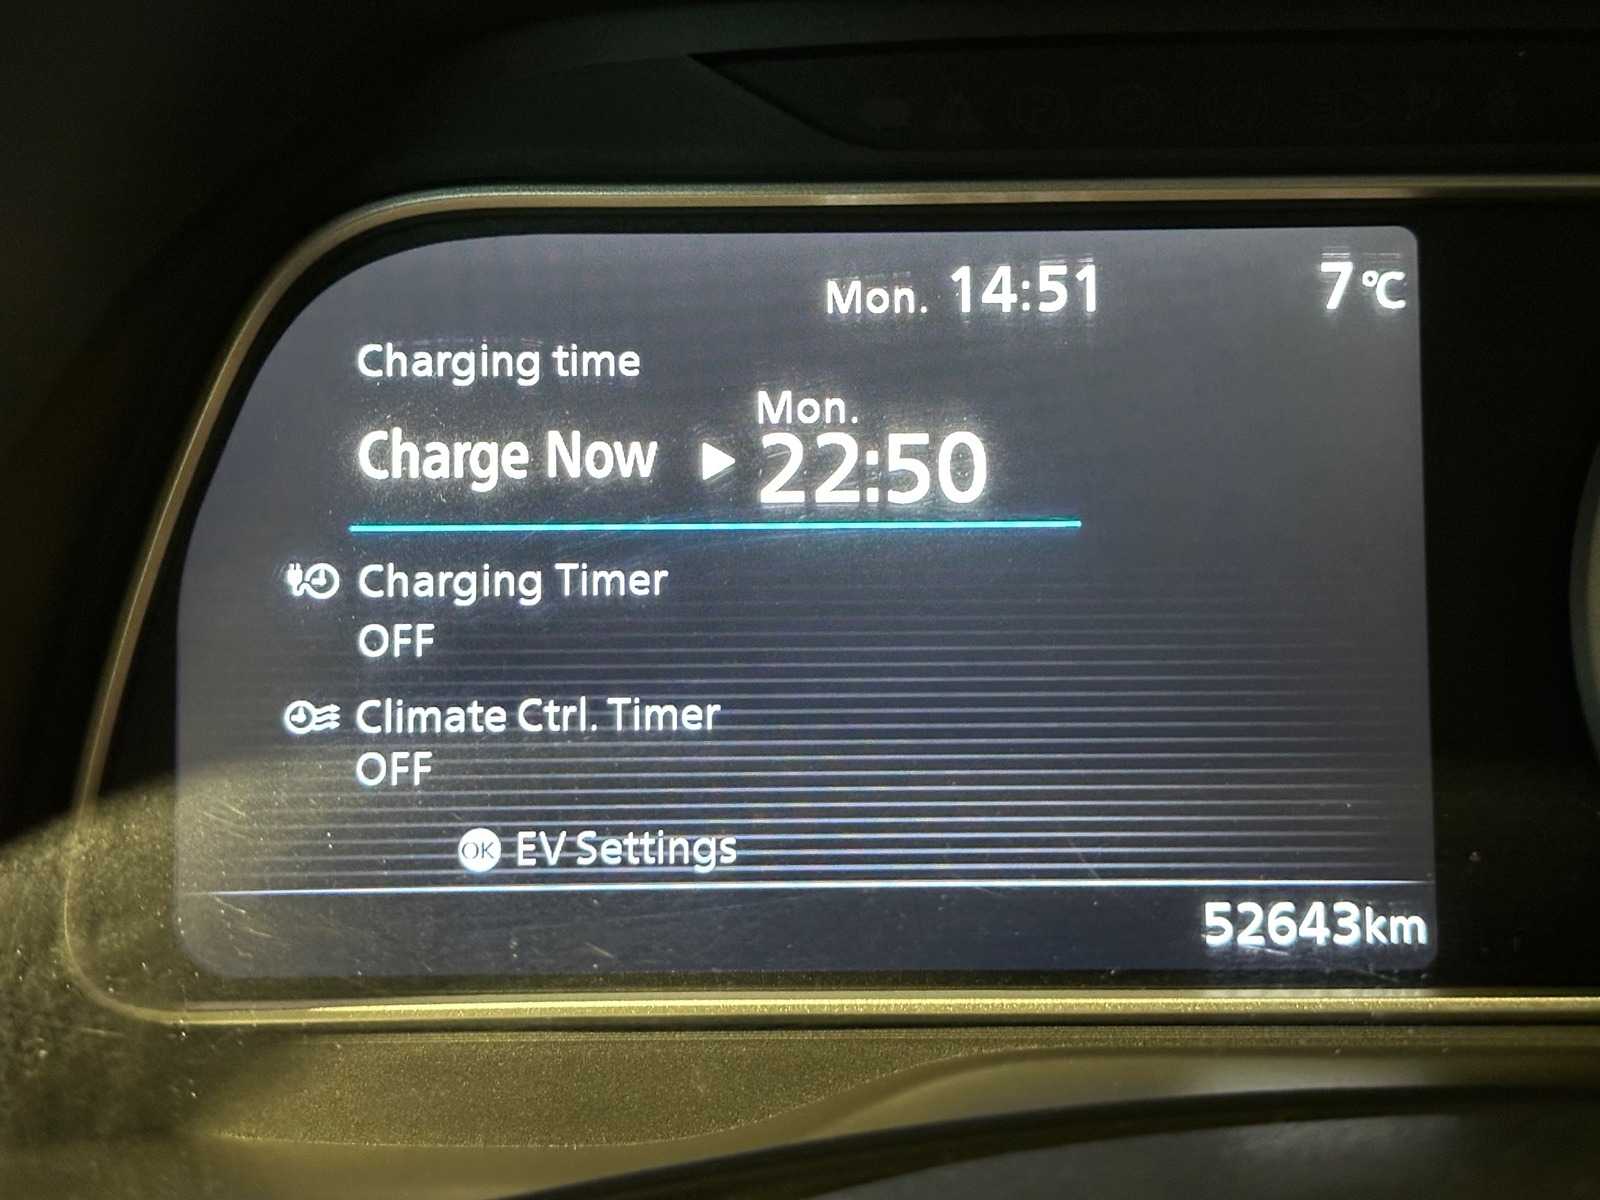 Mon. 14:51 7°C
Charging time
Mon.
Charge Now ▶ 22:50
Charging Timer
OFF
Climate Ctrl. Timer
OFF
OK EV Settings
52643km